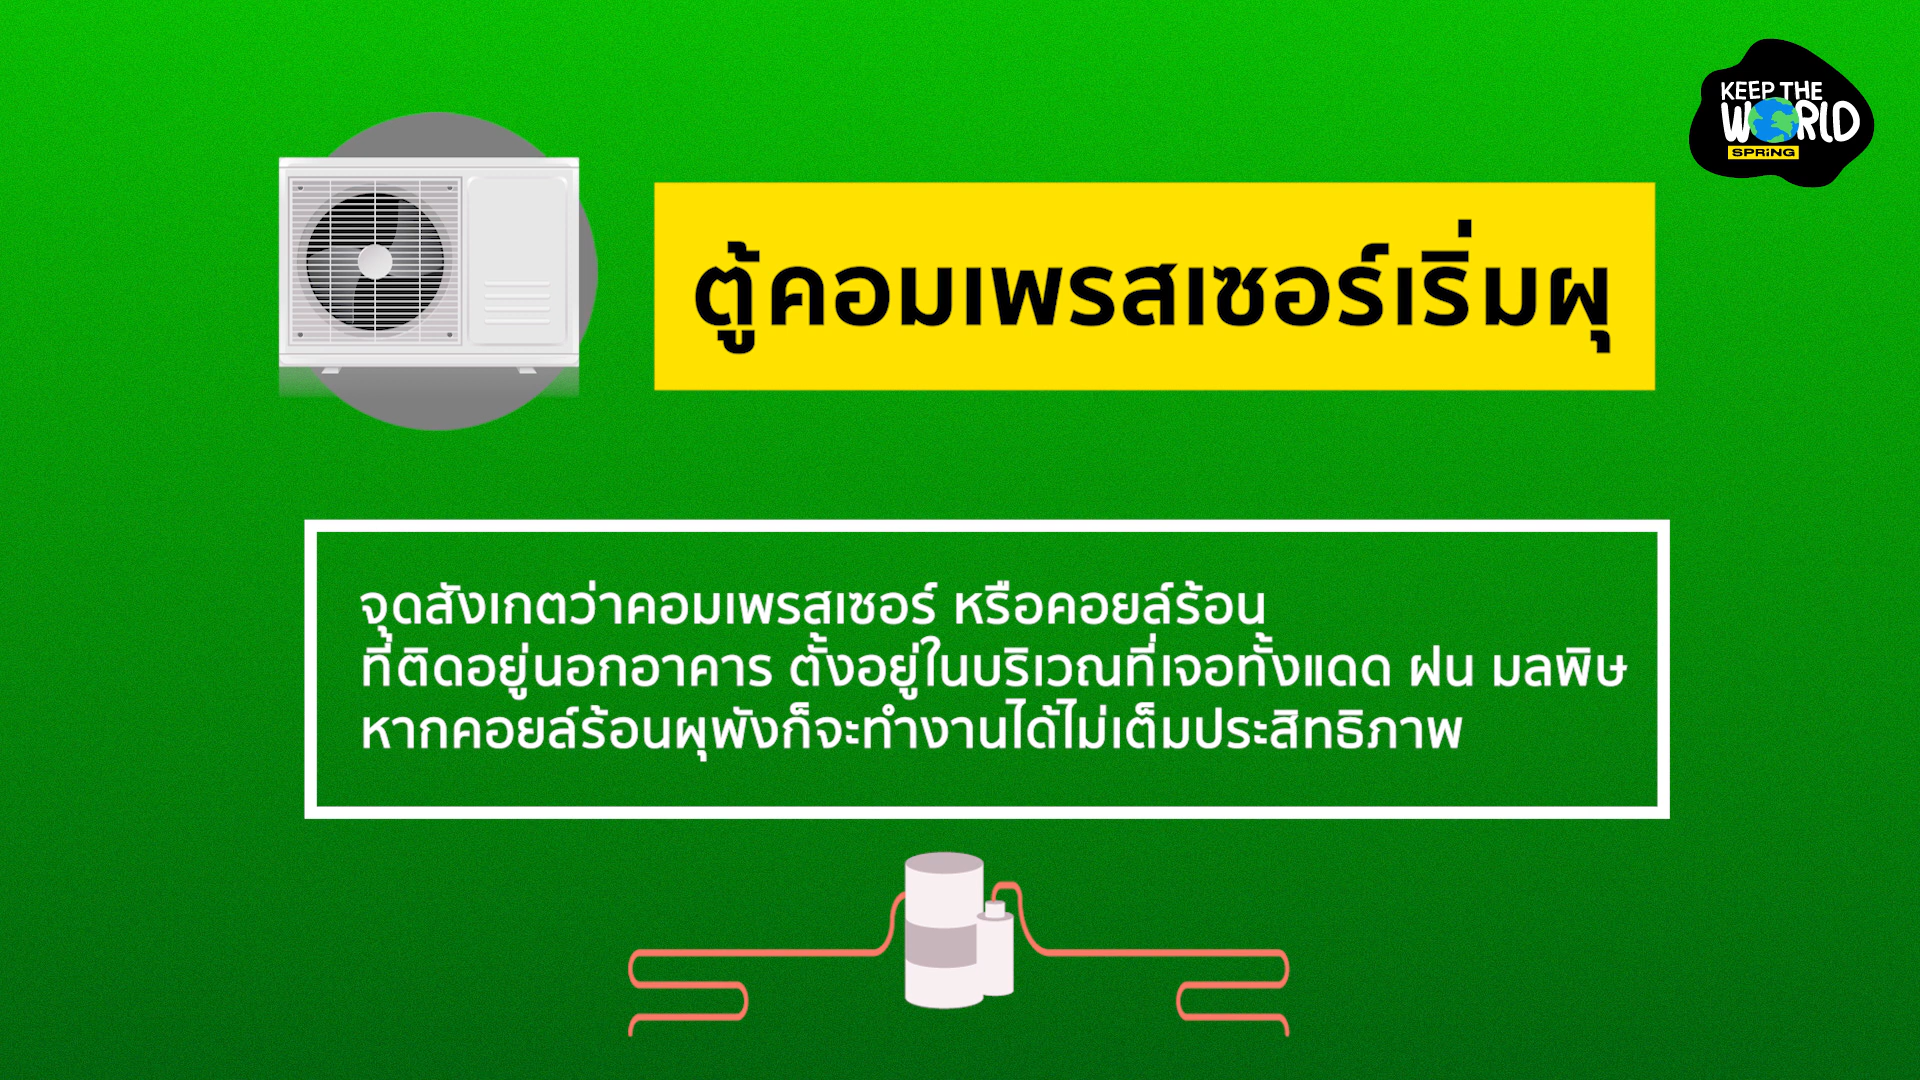 KEEP THE
WORLD
SPRiNG
ตู้คอมเพรสเซอร์เริ่มผุ
จุดสังเกตว่าคอมเพรสเซอร์ หรือคอยล์ร้อน
ที่ติดอยู่นอกอาคาร ตั้งอยู่ในบริเวณที่เจอทั้งแดด ฝน มลพิษ
หากคอยล์ร้อนผุพังก็จะทำงานได้ไม่เต็มประสิทธิภาพ